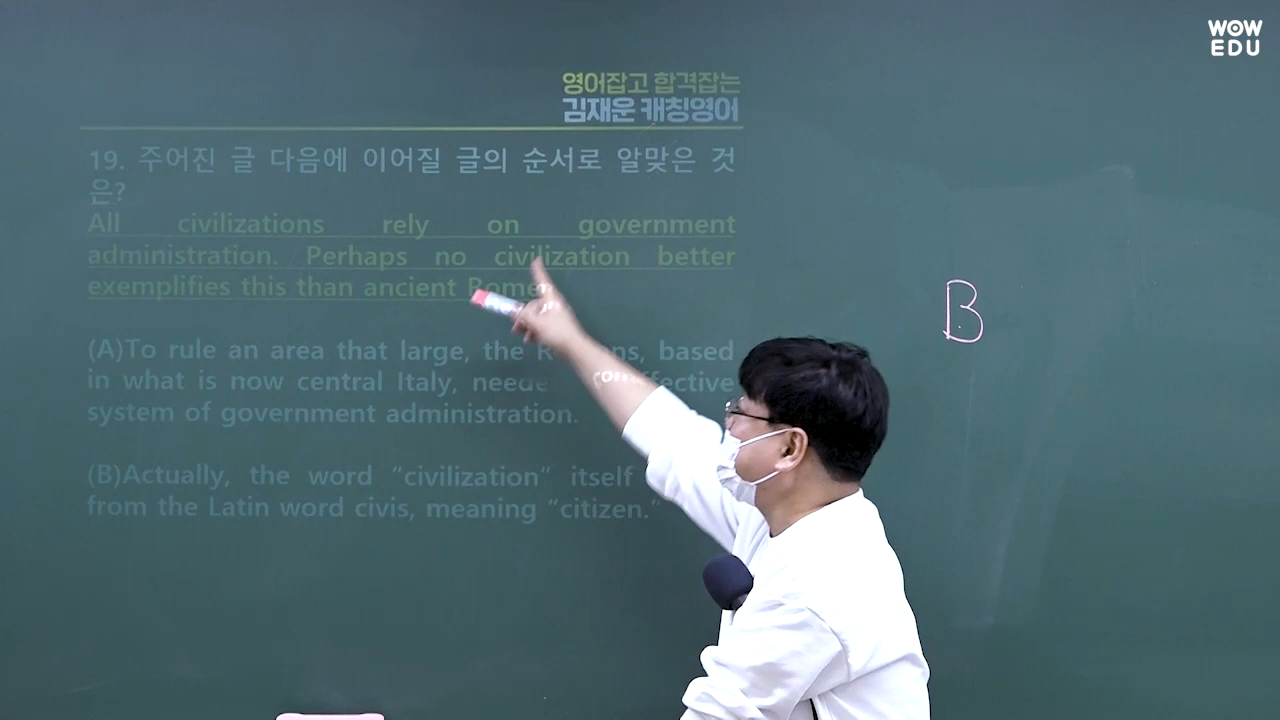 WOW
EDU
영어잡고 합격잡는
김재운 캐칭영어
19. 주어진 글 다음에 이어질 글의 순서로 알맞은 것
은?
All civilizations rely on government
administration. Perhaps no civilization better
exemplifies this than ancient Rome
B
(A)To rule an area that large, the based
in what is now central Italy,
system of government administration.
(B)Actually, the word “civilization“ itself
from the Latin word civis, meaning “citizen.“